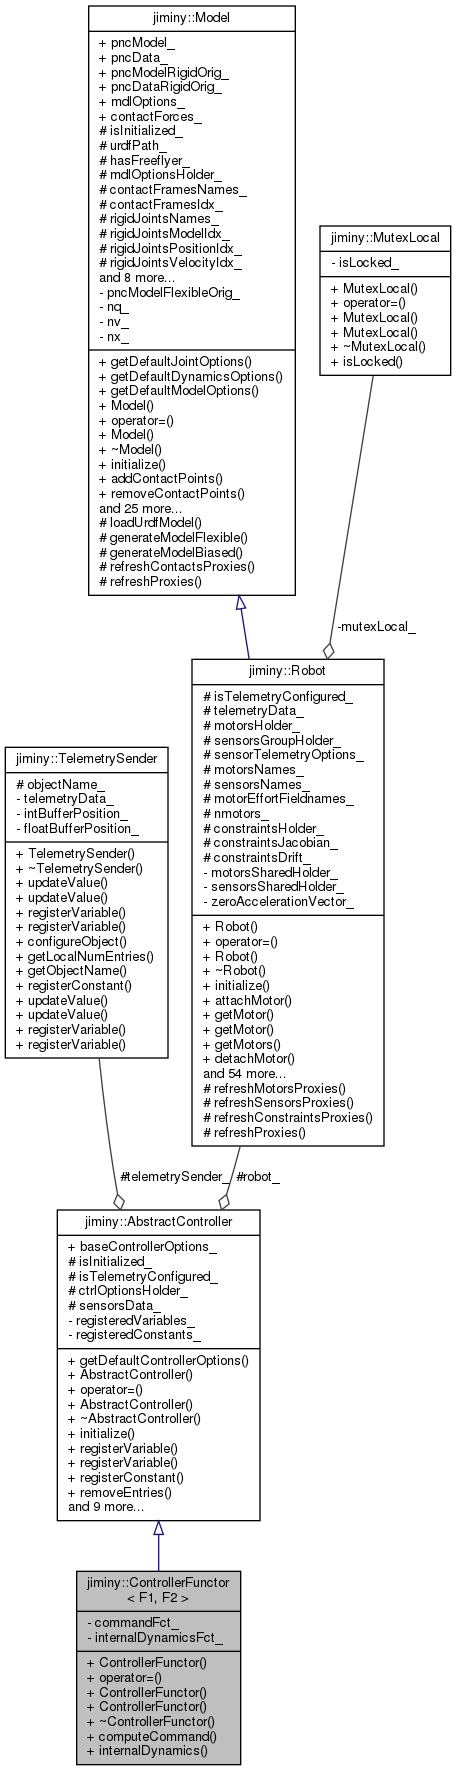 jiminy::Model
+ pncModel_
+ pncData_
+ pncModelRigidOrig_
+ pncDataRigidOrig_
+ mdlOptions_
+ contactForces_
# isInitialized_
# urdfPath_
# hasFreeflyer_
# mdlOptionsHolder_
# contactFramesNames_
# contactFramesIdx_
# rigidJointsNames_
# rigidJointsModelIdx_
# rigidJointsPositionIdx_
# rigidJointsVelocityIdx_
and 8 more...
- pncModelFlexibleOrig_
- nq_
- nv_
- nx_
+ getDefaultJointOptions()
+ getDefaultDynamicsOptions()
+ getDefaultModelOptions()
+ Model()
+ operator=()
+ Model()
+ ~Model()
+ initialize()
+ addContactPoints()
+ removeContactPoints()
and 25 more...
# loadUrdfModel()
# generateModelFlexible()
# generateModelBiased()
# refreshContactsProxies()
# refreshProxies()
jiminy::MutexLocal
- isLocked_
+ MutexLocal()
+ operator=()
+ MutexLocal()
+ MutexLocal()
+ ~MutexLocal()
+ isLocked()
-mutexLocal_
jiminy::Robot
# isTelemetryConfigured_
# telemetryData_
# motorsHolder_
# sensorsGroupHolder_
# sensorTelemetryOptions_
# motorsNames_
# sensorsNames_
# motorEffortFieldnames_
# nmotors_
# constraintsHolder_
# constraintsJacobian_
# constraintsDrift_
- motorsSharedHolder_
- sensorsSharedHolder_
- zeroAccelerationVector_
+ Robot()
+ operator=()
+ Robot()
+ ~Robot()
+ initialize()
+ attachMotor()
+ getMotor()
+ getMotor()
+ getMotors()
+ detachMotor()
and 54 more...
# refreshMotorsProxies()
# refreshSensorsProxies()
# refreshConstraintsProxies()
# refreshProxies()
jiminy::TelemetrySender
# objectName_
- telemetryData_
- intBufferPosition_
- floatBufferPosition_
+ TelemetrySender()
+ ~TelemetrySender()
+ updateValue()
+ updateValue()
+ registerVariable()
+ registerVariable()
+ configureObject()
+ getLocalNumEntries()
+ getObjectName()
+ registerConstant()
+ updateValue()
+ updateValue()
+ registerVariable()
+ registerVariable()
#telemetrySender_
#robot_
jiminy::AbstractController
+ baseControllerOptions_
# isInitialized_
# isTelemetryConfigured_
# ctrlOptionsHolder_
# sensorsData_
- registeredVariables_
- registeredConstants_
+ getDefaultControllerOptions()
+ AbstractController()
+ operator=()
+ AbstractController()
+ ~AbstractController()
+ initialize()
+ registerVariable()
+ registerVariable()
+ registerConstant()
+ removeEntries()
and 9 more...
jiminy::ControllerFunctor
< F1, F2 >
- commandFct_
- internalDynamicsFct_
+ ControllerFunctor()
+ operator=()
+ ControllerFunctor()
+ ControllerFunctor()
+ ~ControllerFunctor()
+ computeCommand()
+ internalDynamics()